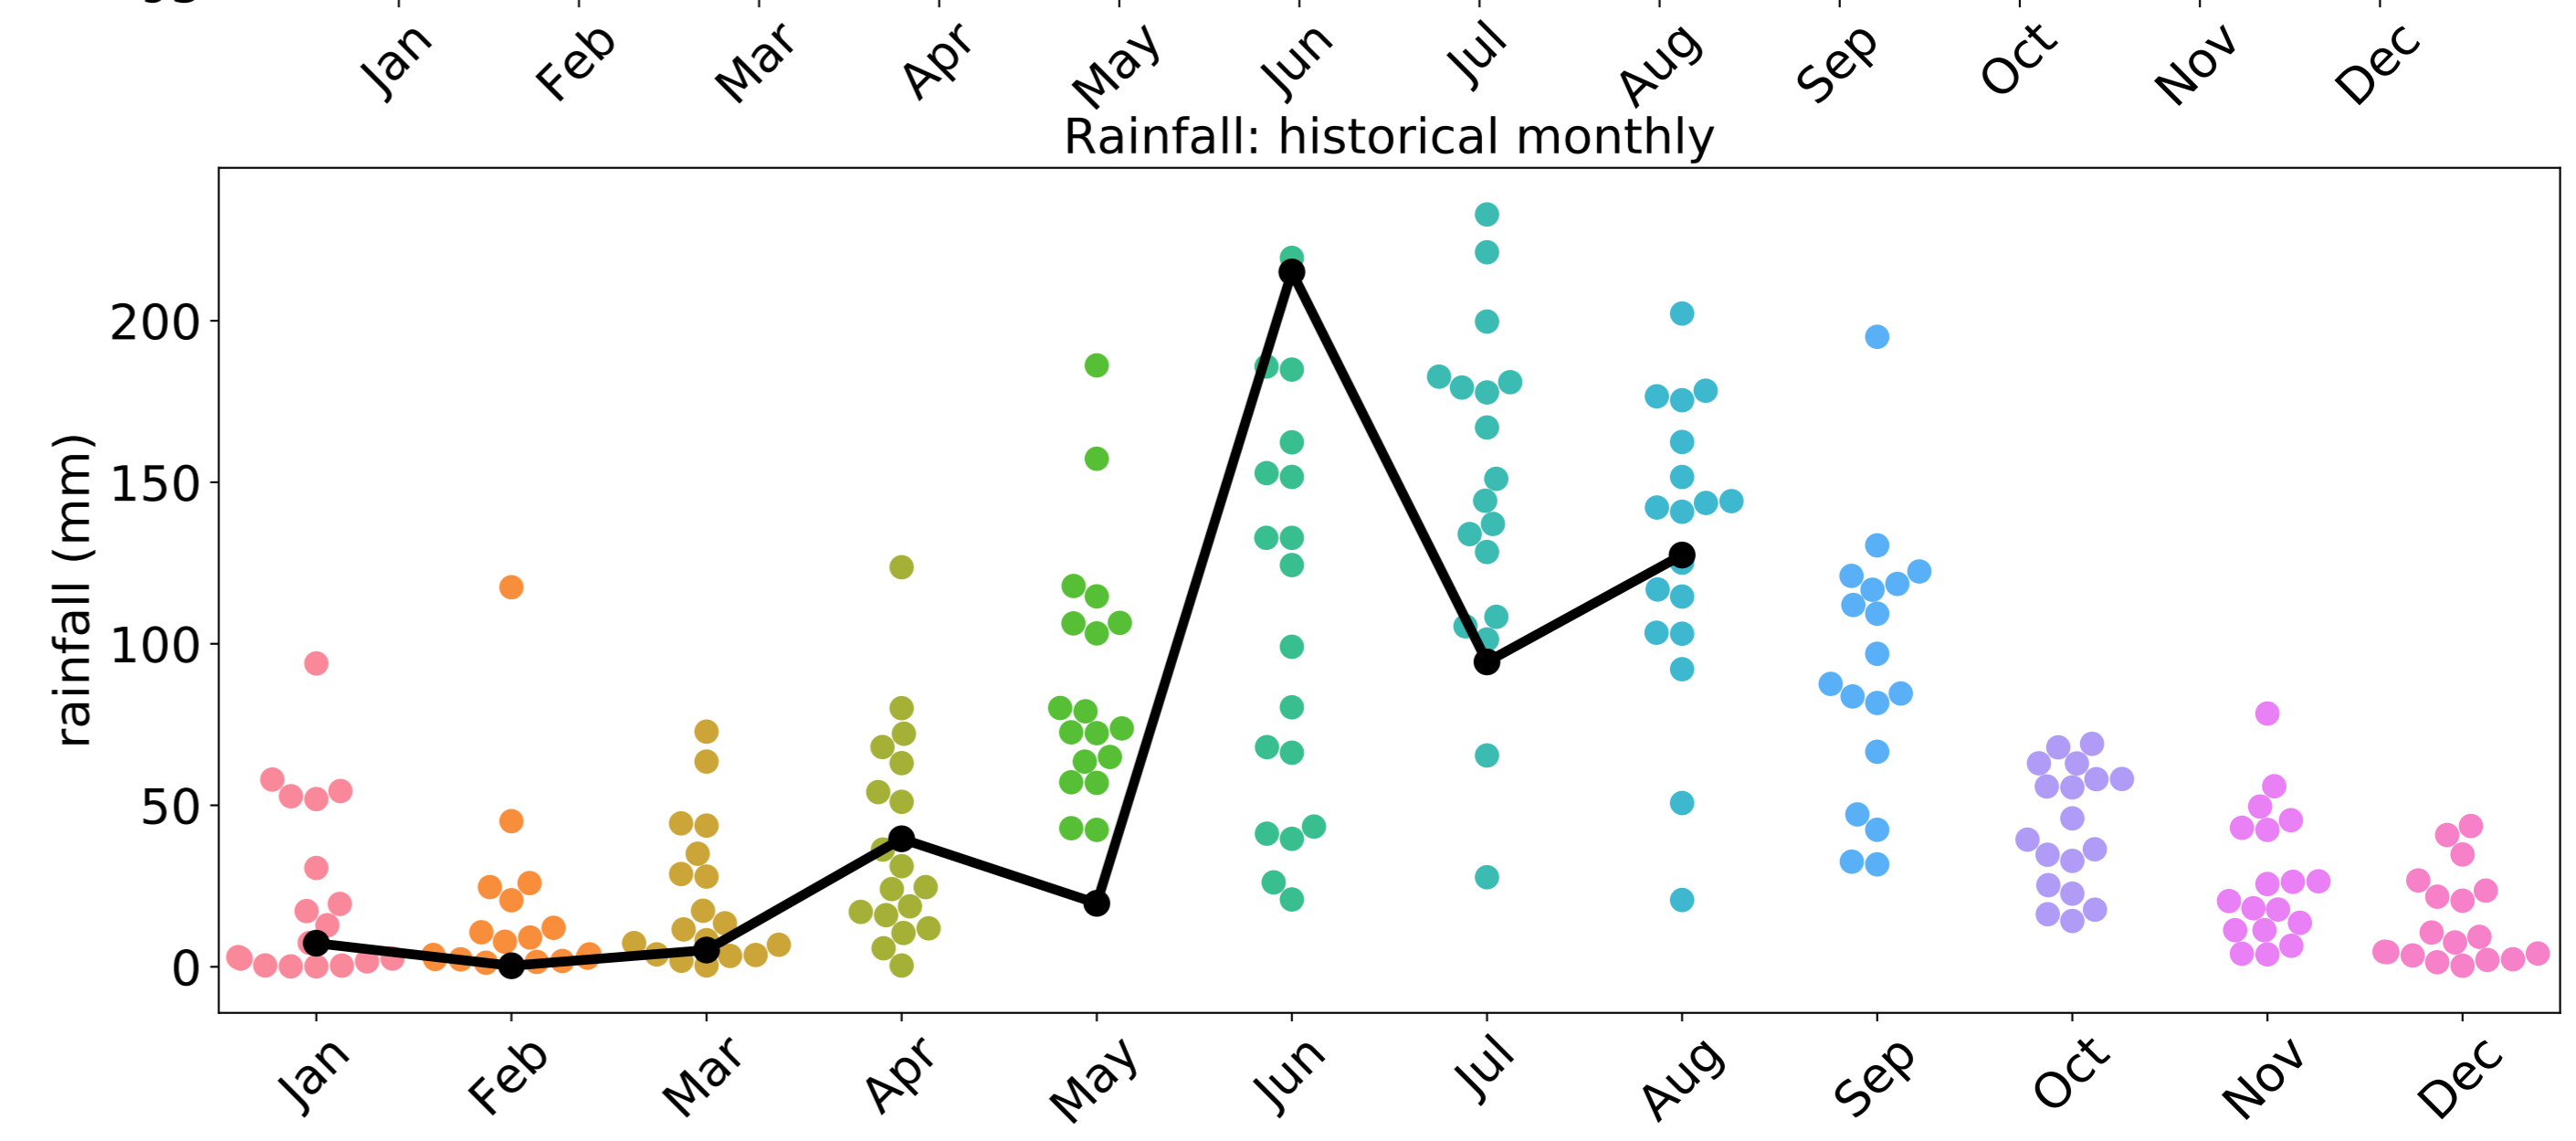 Jan Feb Mar Apr May Jun Jul Aug Sep Oct Nov Dec
Rainfall: historical monthly
rainfall (mm)
200
150
100
50
0
Jan Feb Mar Apr May Jun Jul Aug Sep Oct Nov Dec